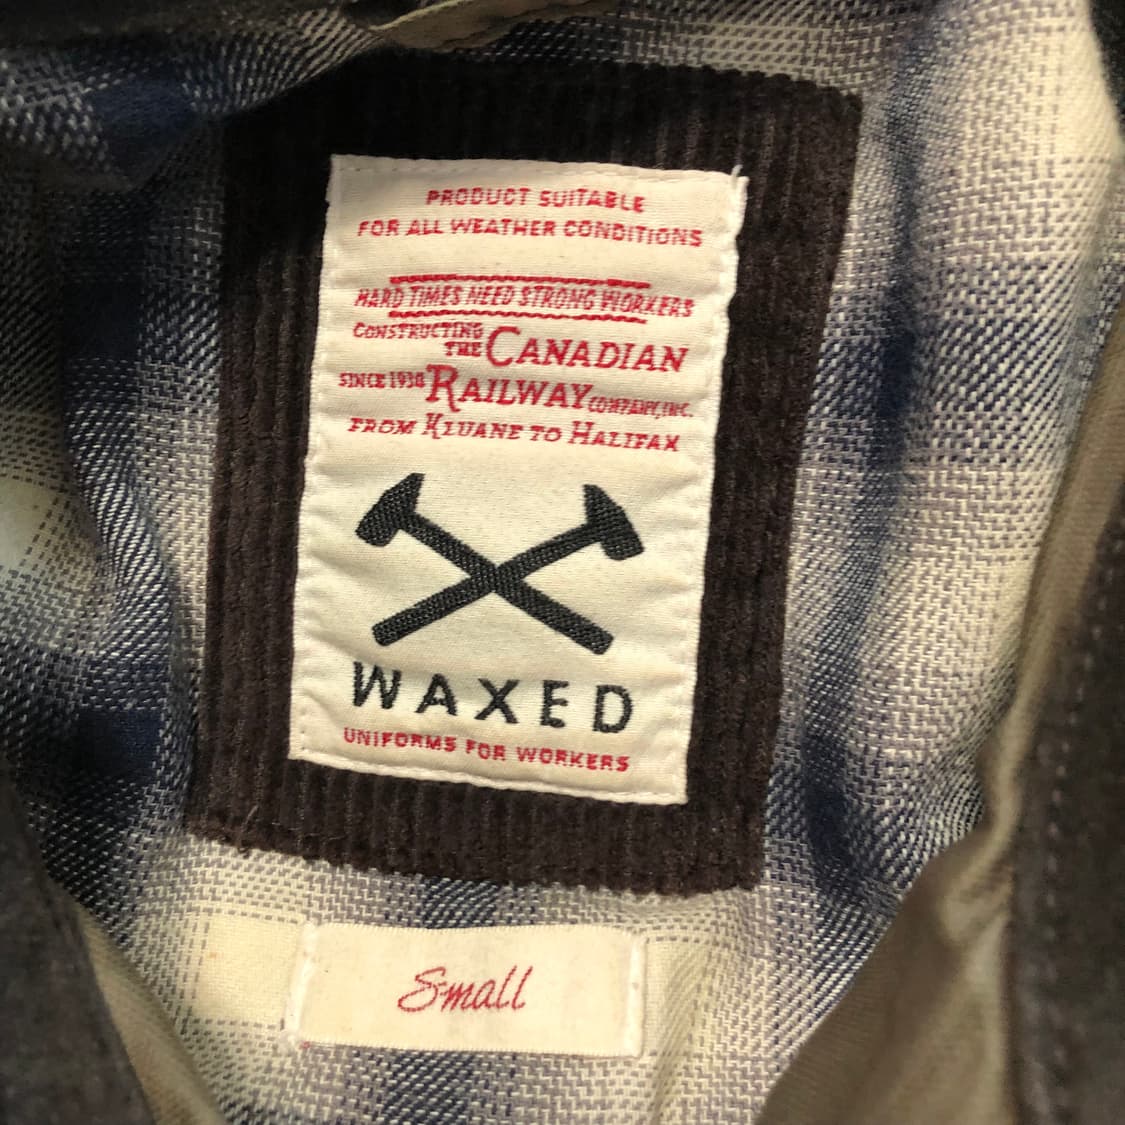 PRODUCT SUITABLE
FOR ALL WEATHER CONDITIONS
HARD TIMES NEED STRONG WORKERS
CONSTRUCTING THE CANADIAN
SINCE 1938 RAILWAY COMPANY, INC.
FROM KLUANE TO HALIFAX
WAXED
UNIFORMS FOR WORKERS
Small